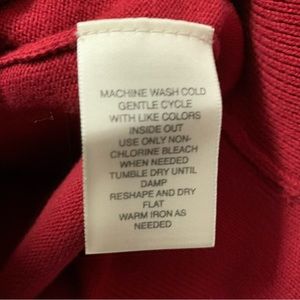 MACHINE WASH COLD
GENTLE CYCLE
WITH LIKE COLORS
INSIDE OUT
USE ONLY NON-
CHLORINE BLEACH
WHEN NEEDED
TUMBLE DRY UNTIL
DAMP
RESHAPE AND DRY
FLAT
WARM IRON AS
NEEDED